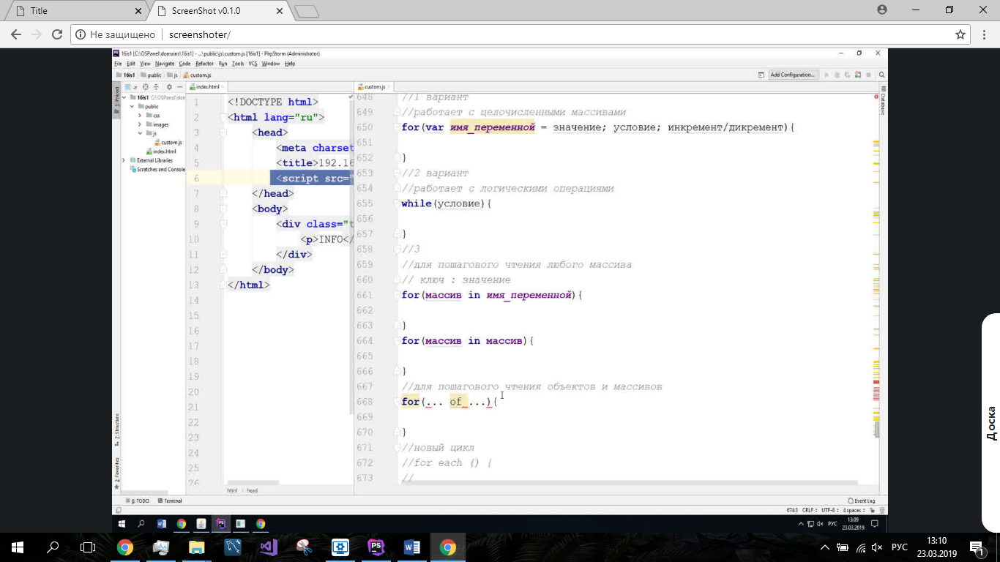 Title
ScreenShot v0.1.0
Не защищено
screenshoter/
16is1 [C:\OSPanel\domains\16is1] - ...\public\js\custom.js [16is1] - PhpStorm (Administrator)
File Edit View Navigate Code Refactor Run Tools VCS Window Help
16is1 public js custom.js
Add Configuration...
1: Project
16is1 C:\OSPanel\don
public
css
images
js
custom.js
index.html
External Libraries
Scratches and Console
2: Structure
2: Favorites
index.html
1 <!DOCTYPE html>
2 <html lang="ru">
3 <head>
4 <meta charset
5 <title>192.16
6 <script src="
7 </head>
8 <body>
9 <div class="t
10 <p>INFO</
11 </div>
12 </body>
13 </html>
14
15
16
17
18
19
20
21
22
23
24
25
26
html head
custom.js
648 //1 вариант
649 //работает с целочисленными массивами
650 for(var имя_переменной = значение; условие; инкремент/дикремент){
651
652 }
653 //2 вариант
654 //работает с логическими операциями
655 while(условие){
656
657 }
658 //3
659 //для пошагового чтения любого массива
660 // ключ : значение
661 for(массив in имя_переменной){
662
663 }
664 for(массив in массив){
665
666 }
667 //для пошагового чтения объектов и массивов
668 for(... of ...){
669
670 }
671 //новый цикл
672 //for each () {
673 //
Database
6: TODO Terminal
Event Log
674:3 CRLF UTF-8 4 spaces
РУС
13:09
23.03.2019
Доска
РУС
13:10
23.03.2019
1